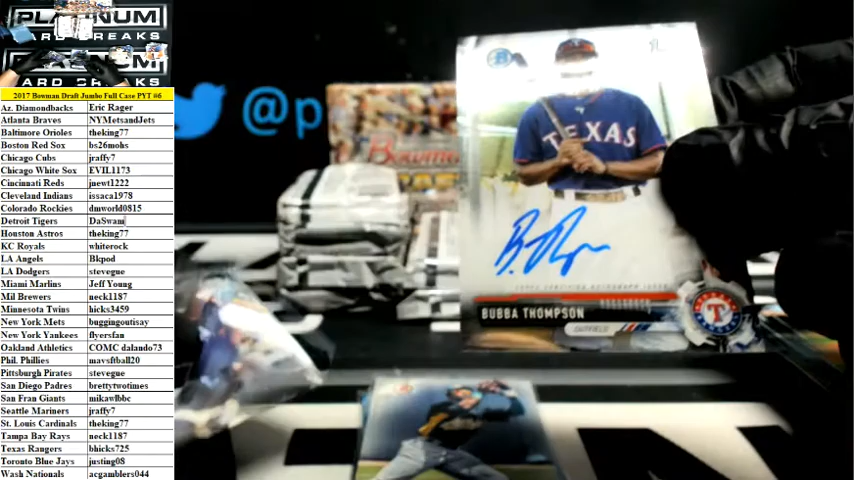 PLATINUM
ARD BREAKS
ARD BREAKS
2017 Bowman Draft Jumbo Full Case PYT #6
Az. Diamondbacks Eric Rager
Atlanta Braves NYMetsandJets
Baltimore Orioles theking77
Boston Red Sox bs26mohs
Chicago Cubs jraffy7
Chicago White Sox EVIL1173
Cincinnati Reds jnewt1222
Cleveland Indians issaca1978
Colorado Rockies dmworld0815
Detroit Tigers DaSwami
Houston Astros theking77
KC Royals whiterock
LA Angels Bkpod
LA Dodgers stevegue
Miami Marlins Jeff Young
Mil Brewers neck1187
Minnesota Twins hicks3459
New York Mets buggingoutisay
New York Yankees flyersfan
Oakland Athletics COMC dalando73
Phil. Phillies mavsftball20
Pittsburgh Pirates stevegue
San Diego Padres brettytwotimes
San Fran Giants mikawlbbc
Seattle Mariners jraffy7
St. Louis Cardinals theking77
Tampa Bay Rays neck1187
Texas Rangers bhicks725
Toronto Blue Jays justing08
Wash Nationals acgamblers044
@p
Bowman
TEXAS
BUBBA THOMPSON
OUTFIELD